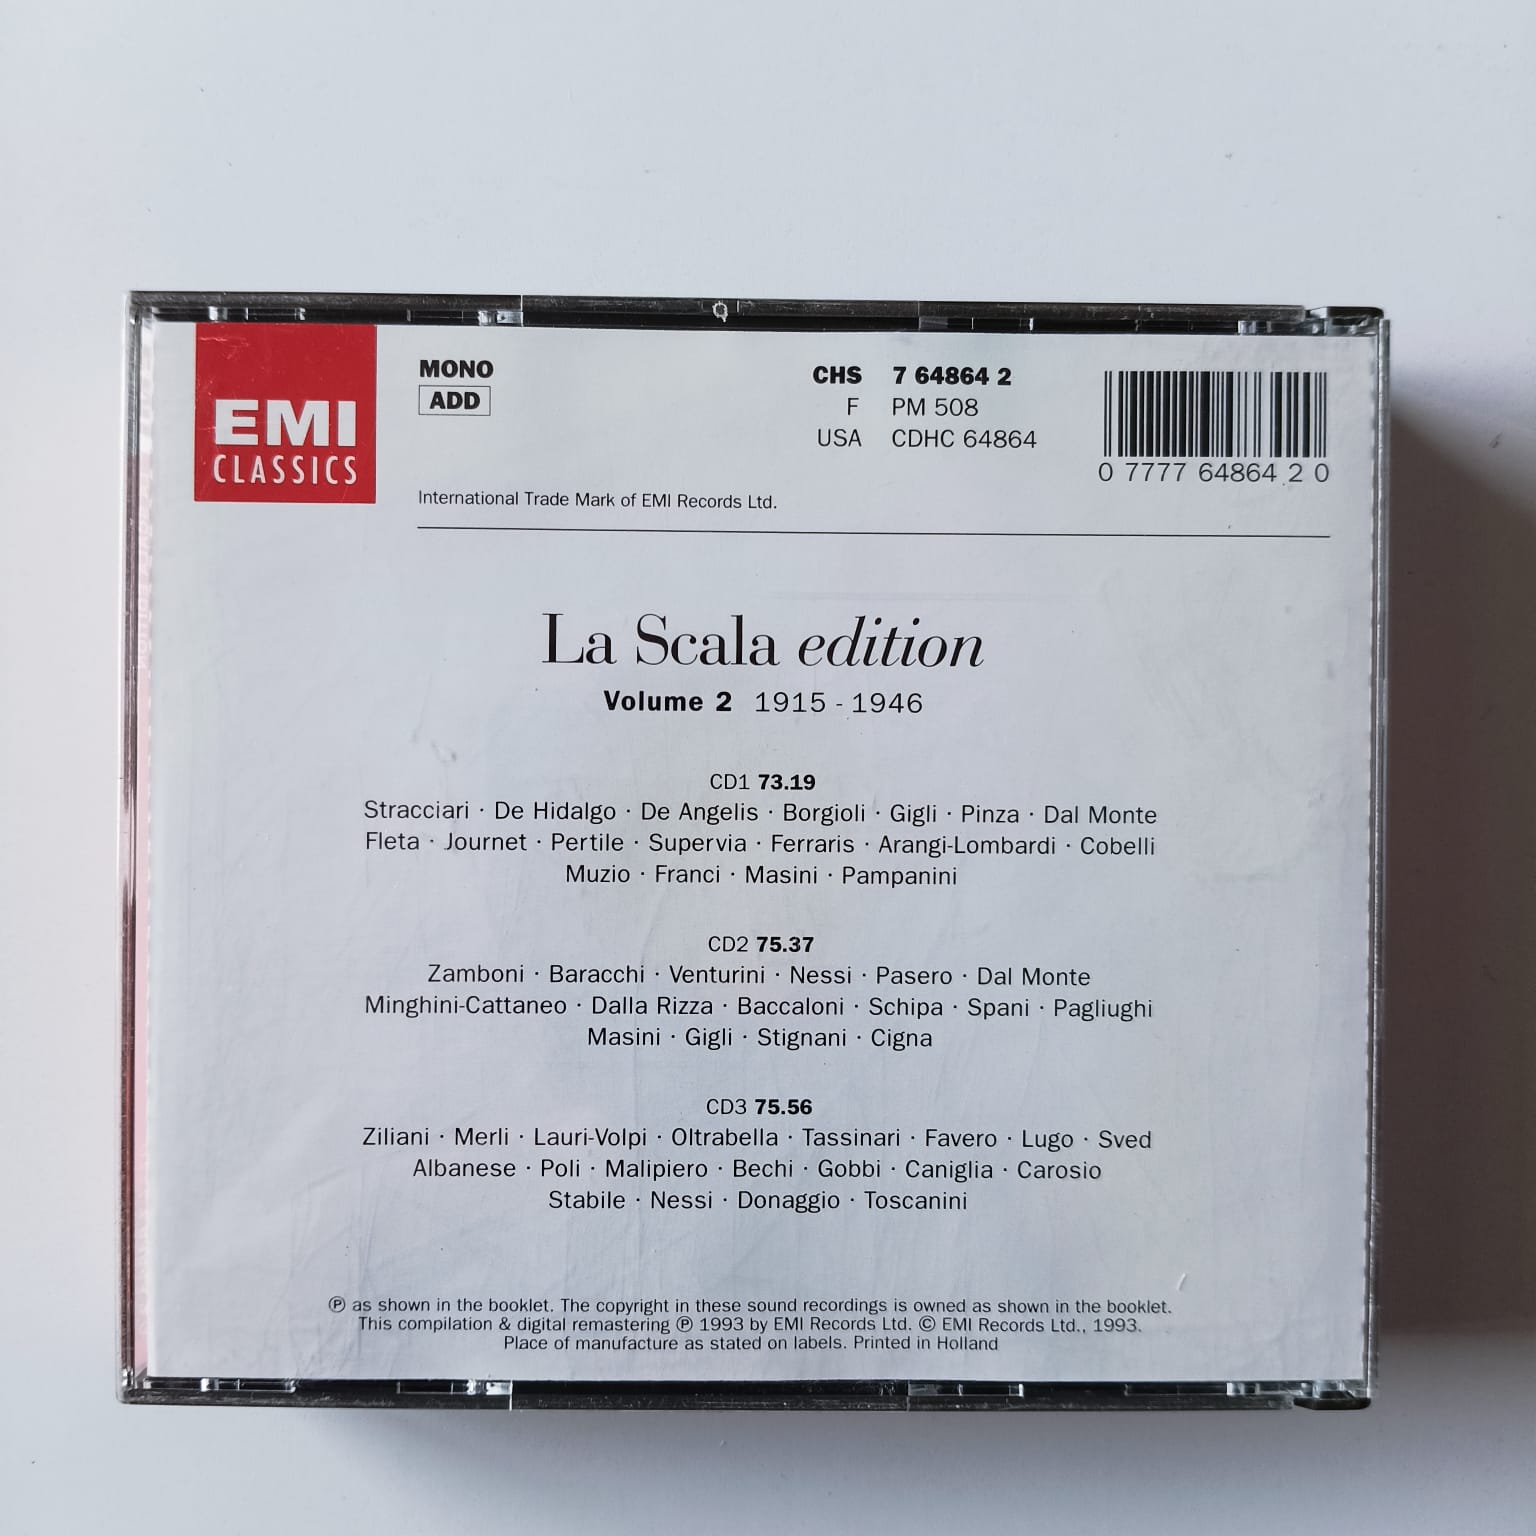 EMI
CLASSICS
MONO
ADD
International Trade Mark of EMI Records Ltd.
CHS 7 64864 2
F PM 508
USA CDHC 64864
0 7777 64864 2 0
La Scala edition
Volume 2 1915 - 1946
CD1 73.19
Stracciari · De Hidalgo · De Angelis · Borgioli · Gigli · Pinza · Dal Monte
Fleta · Journet · Pertile · Supervia · Ferraris · Arangi-Lombardi · Cobelli
Muzio · Franci · Masini · Pampanini
CD2 75.37
Zamboni · Baracchi · Venturini · Nessi · Pasero · Dal Monte
Minghini-Cattaneo · Dalla Rizza · Baccaloni · Schipa · Spani · Pagliughi
Masini · Gigli · Stignani · Cigna
CD3 75.56
Ziliani · Merli · Lauri-Volpi · Oltrabella · Tassinari · Favero · Lugo · Sved
Albanese · Poli · Malipiero · Bechi · Gobbi · Caniglia · Carosio
Stabile · Nessi · Donaggio · Toscanini
℗ as shown in the booklet. The copyright in these sound recordings is owned as shown in the booklet.
This compilation & digital remastering ℗ 1993 by EMI Records Ltd. © EMI Records Ltd., 1993.
Place of manufacture as stated on labels. Printed in Holland